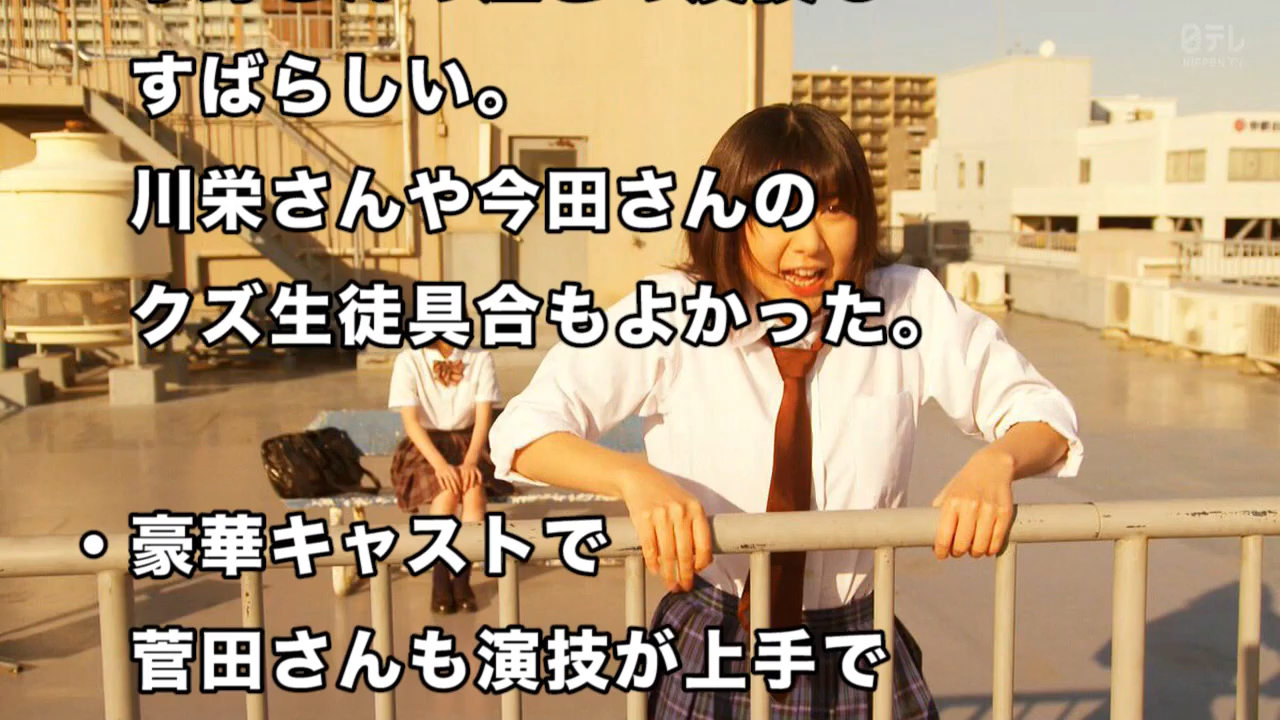 すばらしい。
川栄さんや今田さんの
クズ生徒具合もよかった。
・豪華キャストで
菅田さんも演技が上手で
日テレ
NIPPON TV